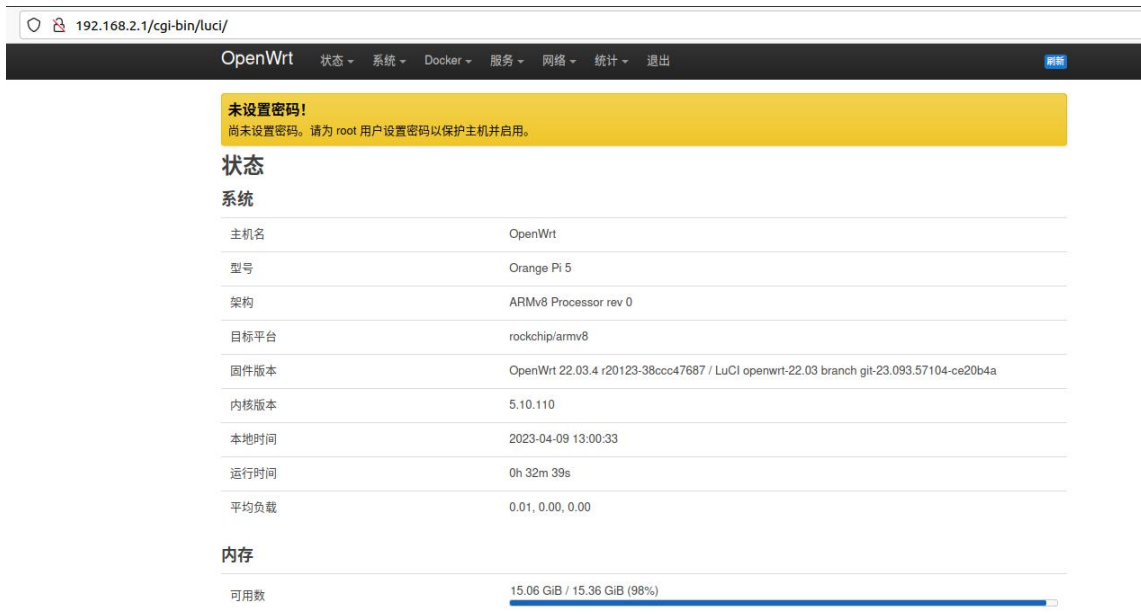 192.168.2.1/cgi-bin/luci/
OpenWrt 状态 系统 Docker 服务 网络 统计 退出 刷新
未设置密码!
尚未设置密码。请为 root 用户设置密码以保护主机并启用。
状态
系统
主机名 OpenWrt
型号 Orange Pi 5
架构 ARMv8 Processor rev 0
目标平台 rockchip/armv8
固件版本 OpenWrt 22.03.4 r20123-38ccc47687 / LuCI openwrt-22.03 branch git-23.093.57104-ce20b4a
内核版本 5.10.110
本地时间 2023-04-09 13:00:33
运行时间 0h 32m 39s
平均负载 0.01, 0.00, 0.00
内存
可用数 15.06 GiB / 15.36 GiB (98%)